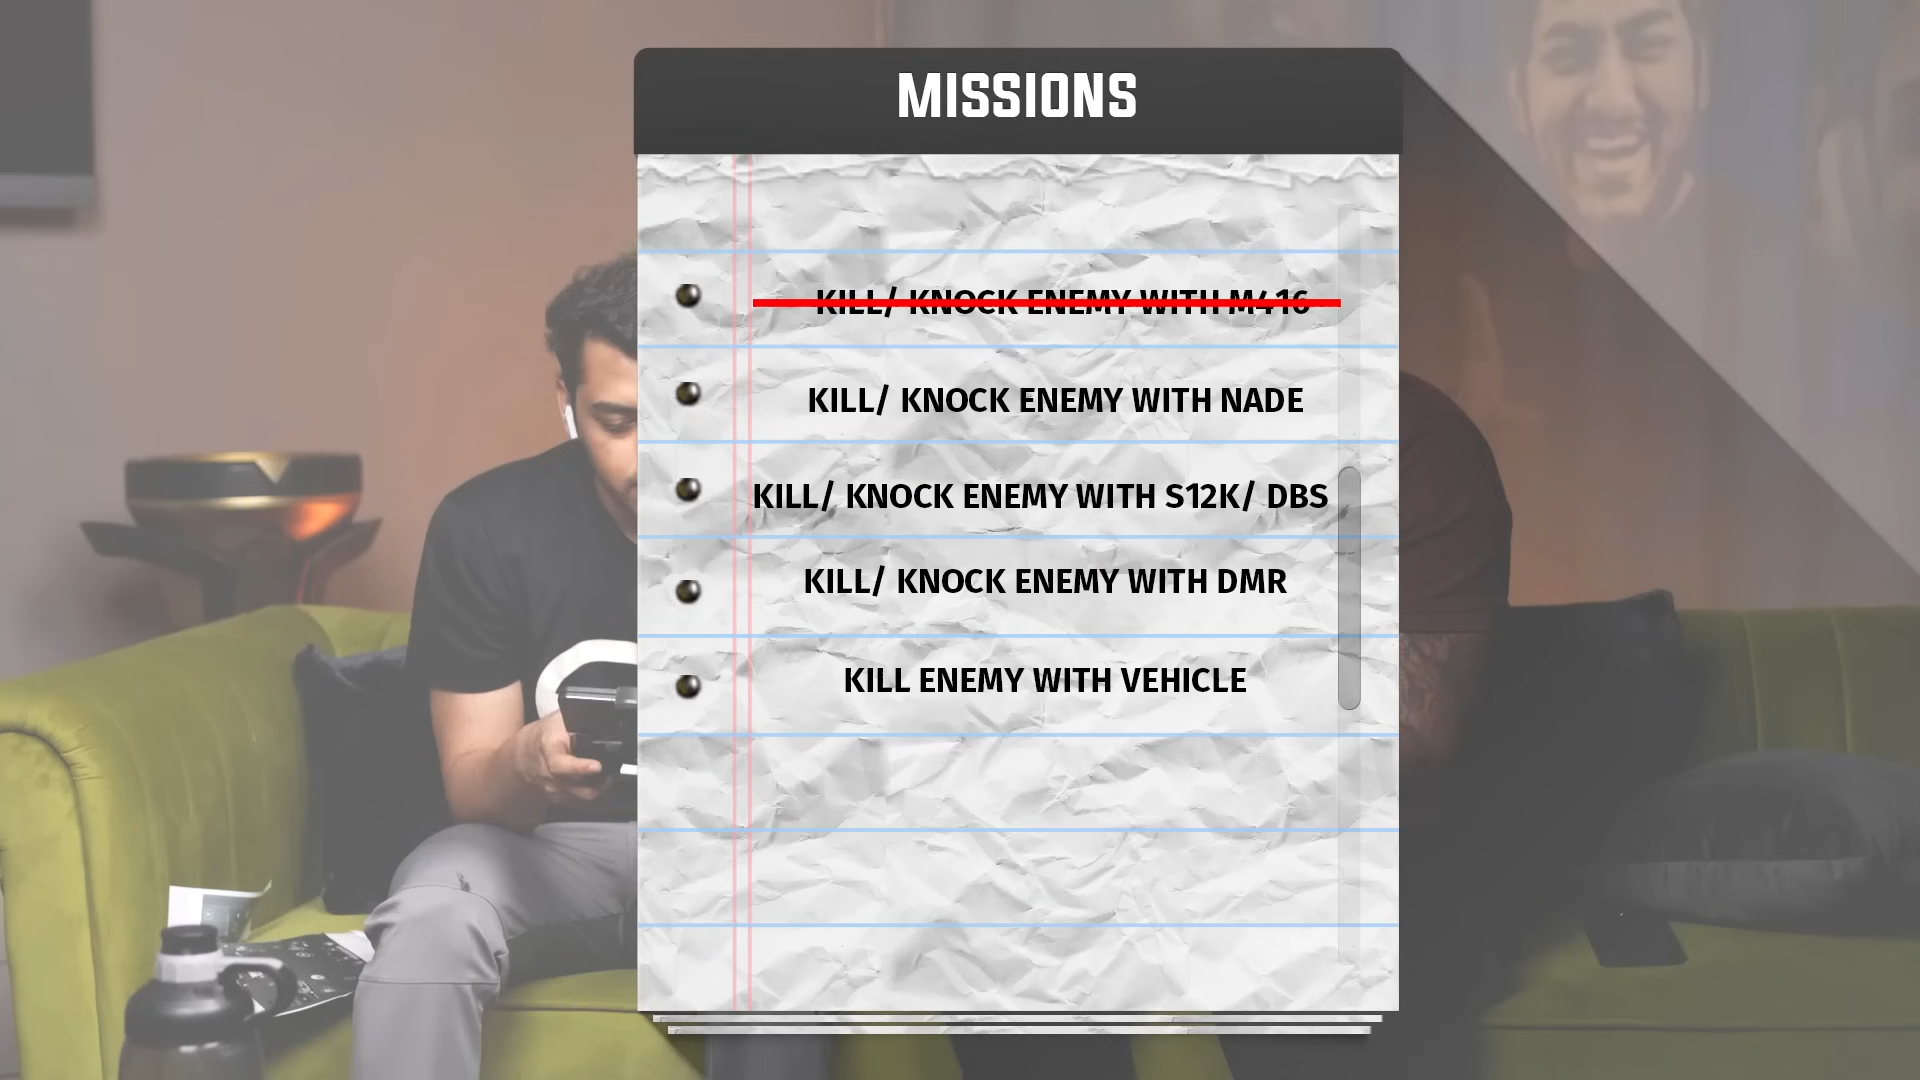 MISSIONS
KILL/ KNOCK ENEMY WITH M416
KILL/ KNOCK ENEMY WITH NADE
KILL/ KNOCK ENEMY WITH S12K/ DBS
KILL/ KNOCK ENEMY WITH DMR
KILL ENEMY WITH VEHICLE